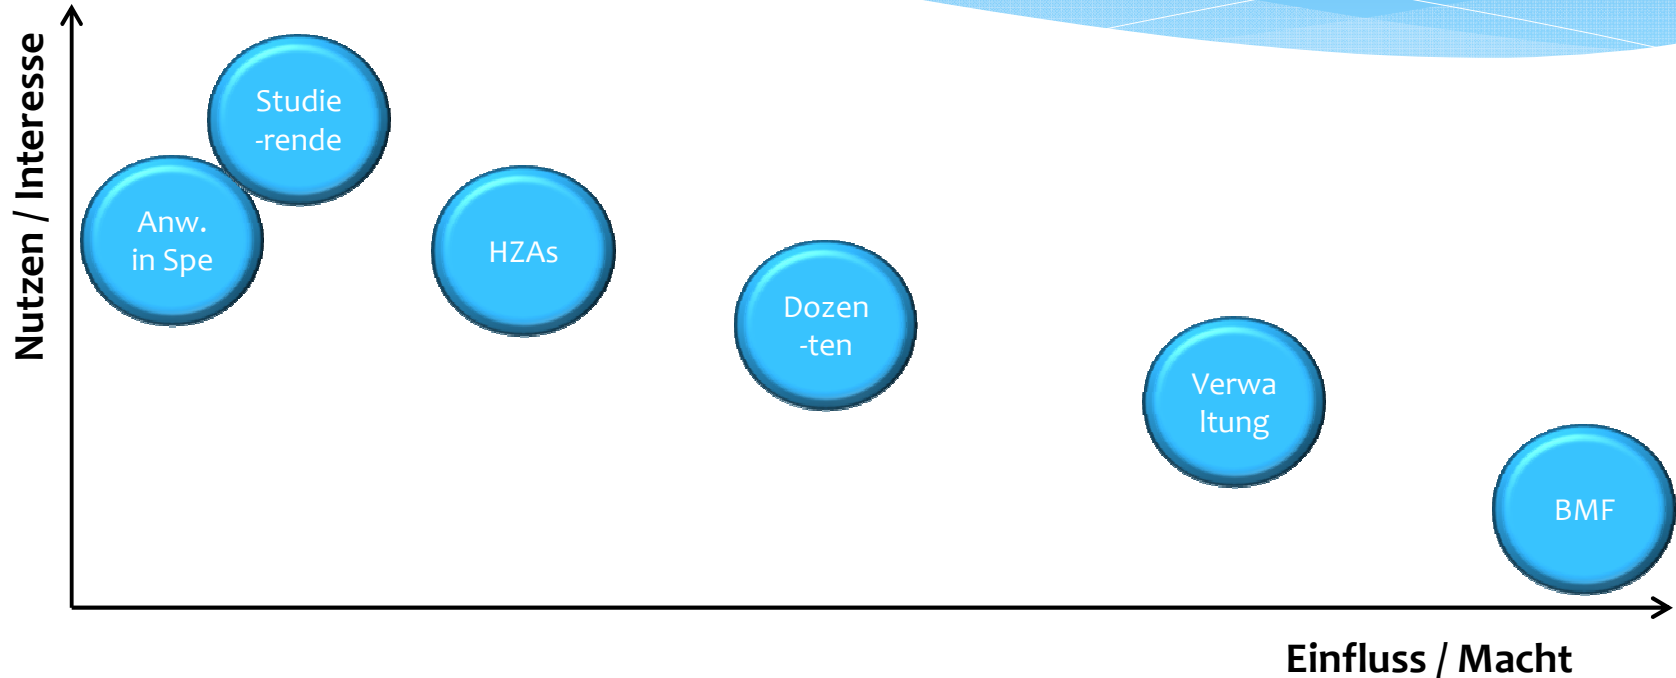 Nutzen / Interesse
Studie
-rende
Anw.
in Spe
HZAs
Dozen
-ten
Verwa
ltung
BMF
Einfluss / Macht